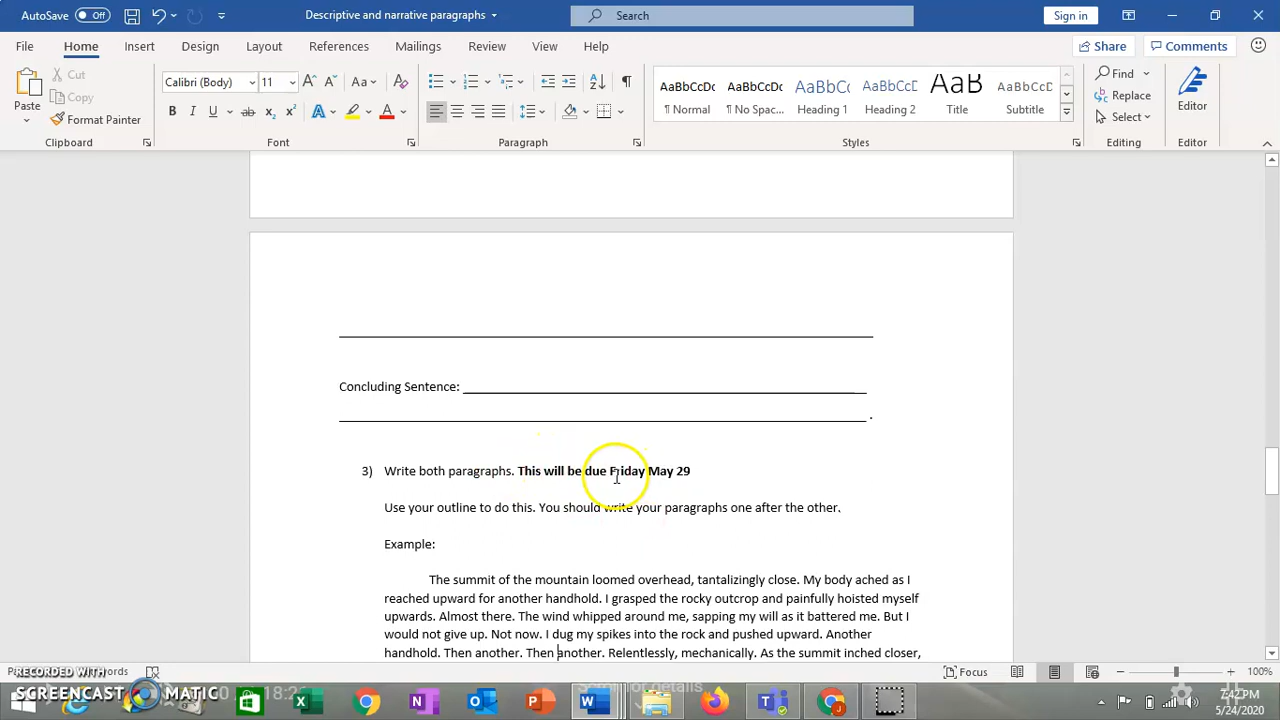 AutoSave Off
Descriptive and narrative paragraphs
Search
Sign in
File Home Insert Design Layout References Mailings Review View Help
Share Comments
Paste
Cut
Copy
Format Painter
Calibri (Body) 11
AaBbCcDc AaBbCcDc AaBbCc AaBbCcD AaB AaBbCcD
¶ Normal ¶ No Spac... Heading 1 Heading 2 Title Subtitle
Find
Replace
Select
Editor
Clipboard Font Paragraph Styles Editing Editor
Concluding Sentence:
.
3) Write both paragraphs. This will be due Friday May 29
Use your outline to do this. You should write your paragraphs one after the other.
Example:
The summit of the mountain loomed overhead, tantalizingly close. My body ached as I
reached upward for another handhold. I grasped the rocky outcrop and painfully hoisted myself
upwards. Almost there. The wind whipped around me, sapping my will as it battered me. But I
would not give up. Not now. I dug my spikes into the rock and pushed upward. Another
handhold. Then another. Then another. Relentlessly, mechanically. As the summit inched closer,
words
Focus
100%
RECORDED WITH
SCREENCAST MATIC
7:42 PM
5/24/2020